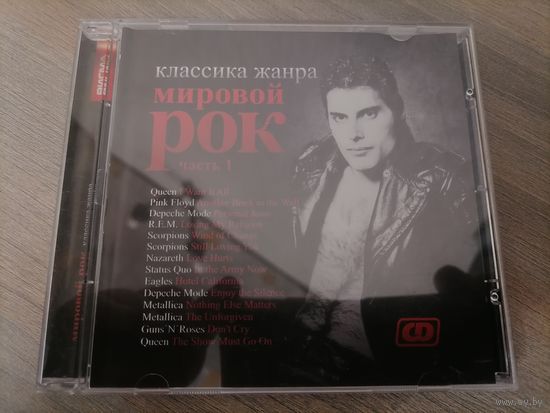 классика жанра
мировой
рок
часть 1
Queen I Want It All
Pink Floyd Another Brick in the Wall
Depeche Mode Personal Jesus
R.E.M. Losing My Religion
Scorpions Wind of Change
Scorpions Still Loving You
Nazareth Love Hurts
Status Quo In the Army Now
Eagles Hotel California
Depeche Mode Enjoy the Silence
Metallica Nothing Else Matters
Metallica The Unforgiven
Guns`N`Roses Don't Cry
Queen The Show Must Go On
CD
мировой рок классика жанра